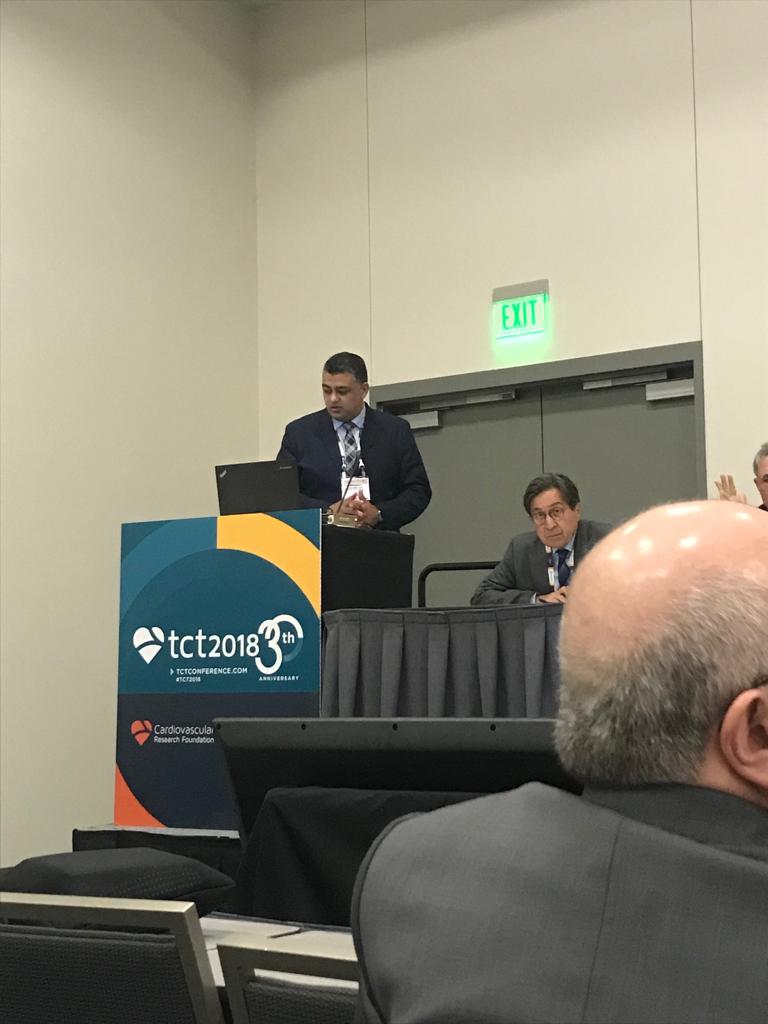 EXIT
tct2018 30th
ANNIVERSARY
TCTCONFERENCE.COM
#TCT2018
Cardiovascular
Research Foundation